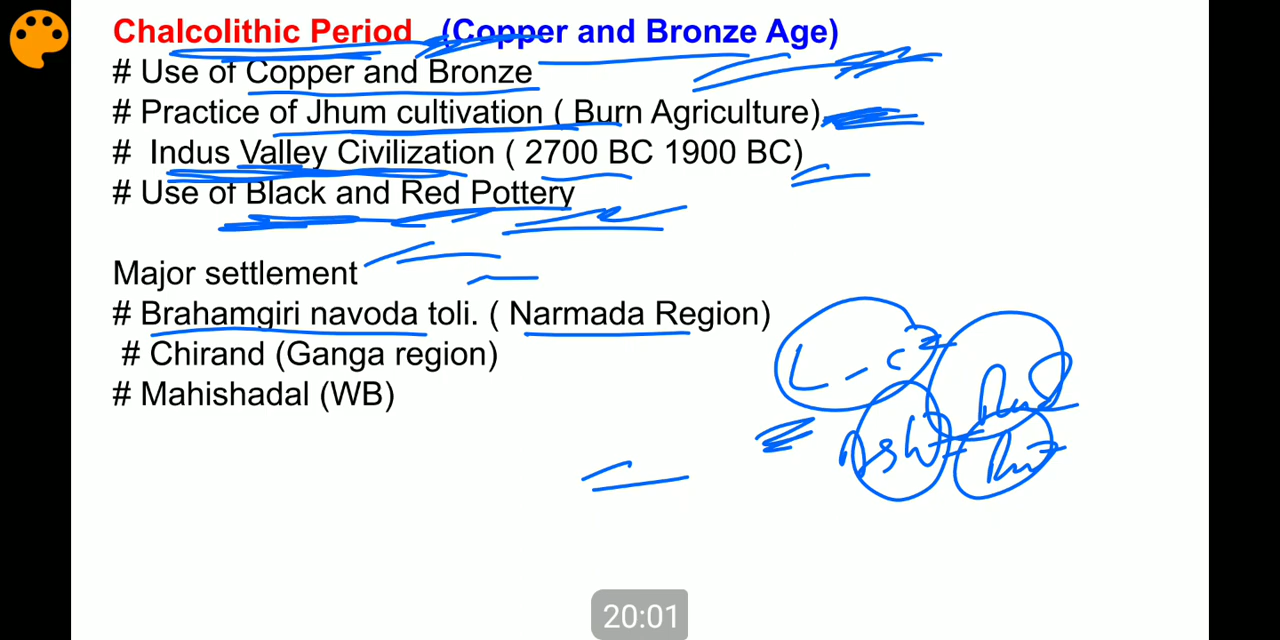 Chalcolithic Period (Copper and Bronze Age)
# Use of Copper and Bronze
# Practice of Jhum cultivation ( Burn Agriculture)
# Indus Valley Civilization ( 2700 BC 1900 BC)
# Use of Black and Red Pottery
Major settlement
# Brahamgiri navoda toli. ( Narmada Region)
# Chirand (Ganga region)
# Mahishadal (WB)
20:01